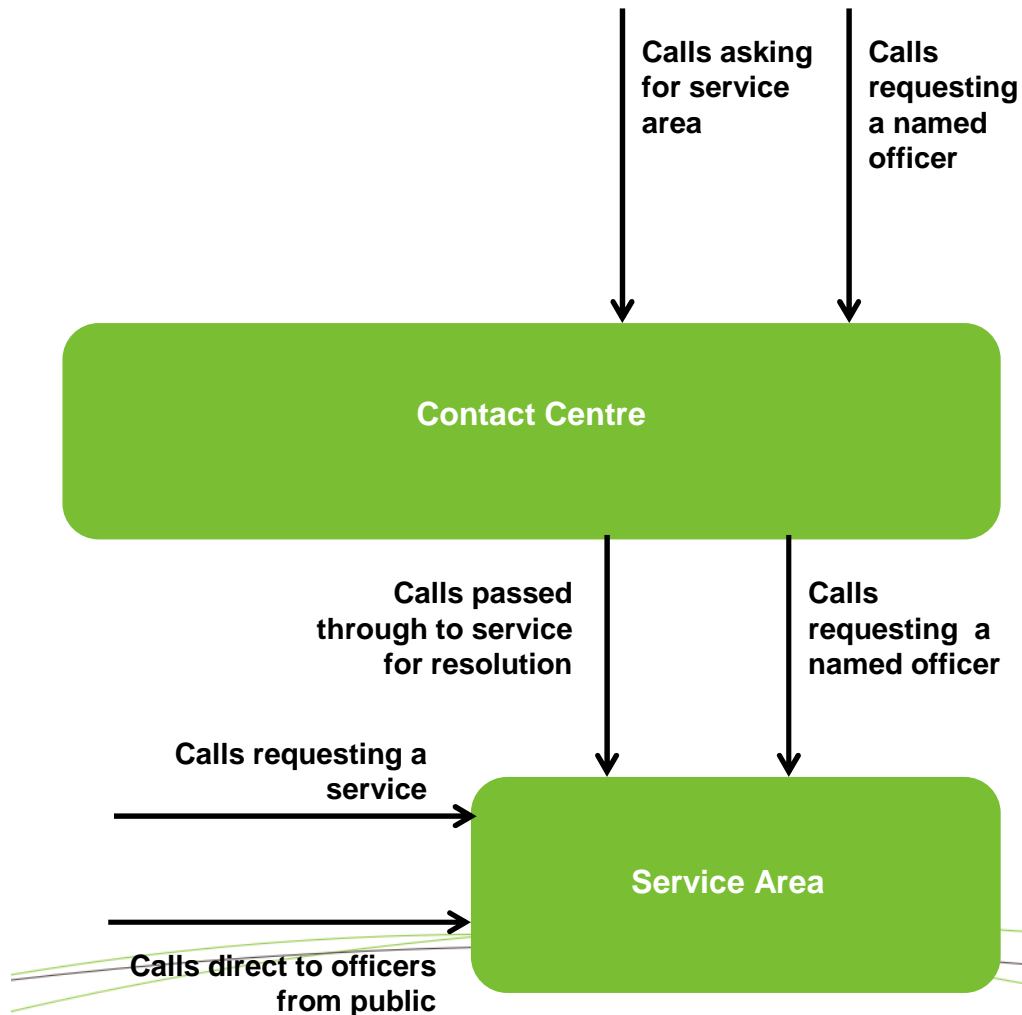 Calls asking
for service
area
Calls
requesting
a named
officer
Contact Centre
Calls passed
through to service
for resolution
Calls
requesting  a
named officer
Calls requesting a
service
Service Area
Calls direct to officers
from public